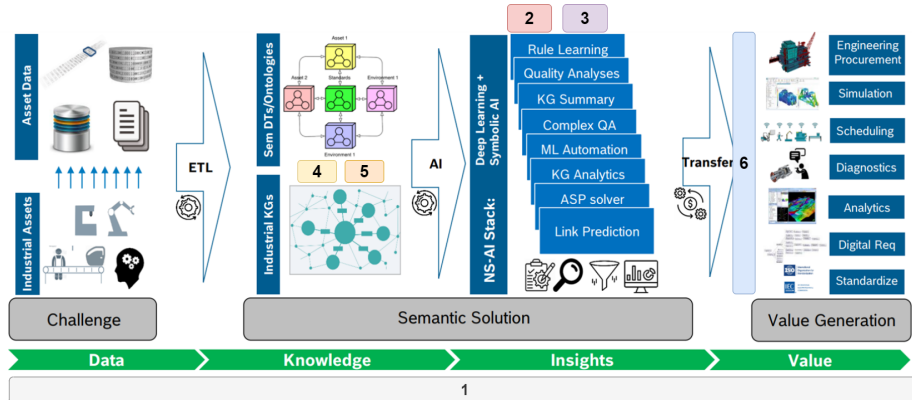 2
3
Asset Data
Industrial Assets
ETL
Sem DTs/Ontologies
Asset 1
Asset 2
Standards
Environment 1
Environment 1
4
5
Industrial KGs
AI
NS-AI Stack:
Deep Learning +
Symbolic AI
Rule Learning
Quality Analyses
KG Summary
Complex QA
ML Automation
KG Analytics
ASP solver
Link Prediction
Transfer
6
Engineering
Procurement
Simulation
Scheduling
Diagnostics
Analytics
Digital Req
ISO
IEC
Standardize
Challenge
Semantic Solution
Value Generation
Data
Knowledge
Insights
Value
1